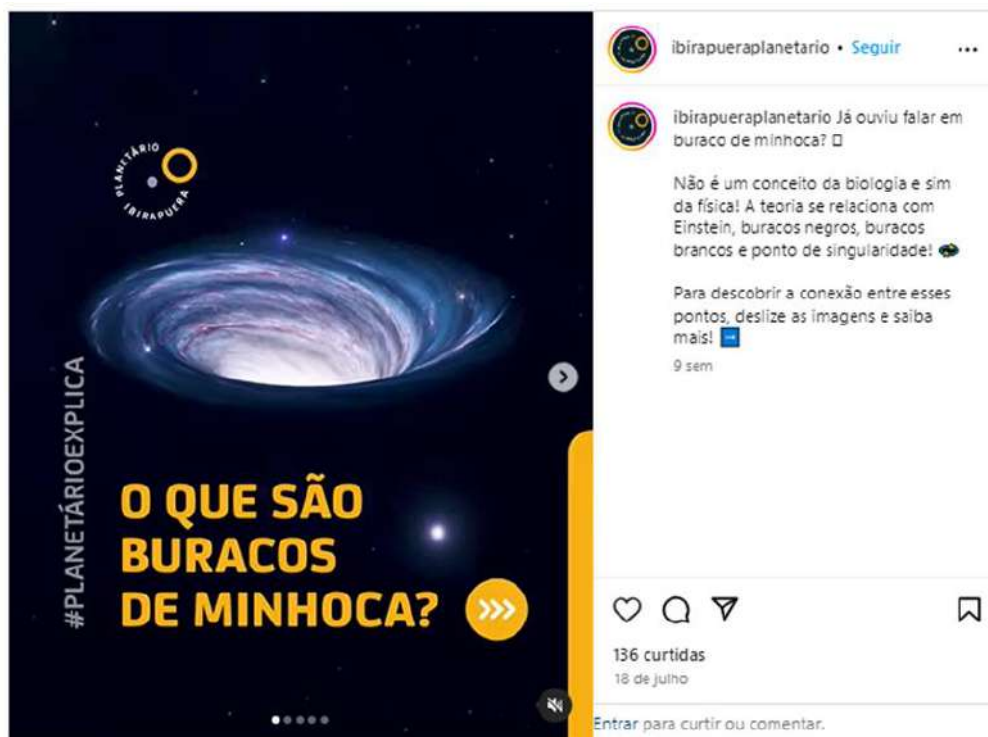 PLANETÁRIO
IBIRAPUERA
#PLANETÁRIOEXPLICA
O QUE SÃO
BURACOS
DE MINHOCA?
ibirapueraplanetario • Seguir
ibirapueraplanetario Já ouviu falar em
buraco de minhoca?
Não é um conceito da biologia e sim
da física! A teoria se relaciona com
Einstein, buracos negros, buracos
brancos e ponto de singularidade!
Para descobrir a conexão entre esses
pontos, deslize as imagens e saiba
mais!
9 sem
136 curtidas
18 de julho
Entrar para curtir ou comentar.